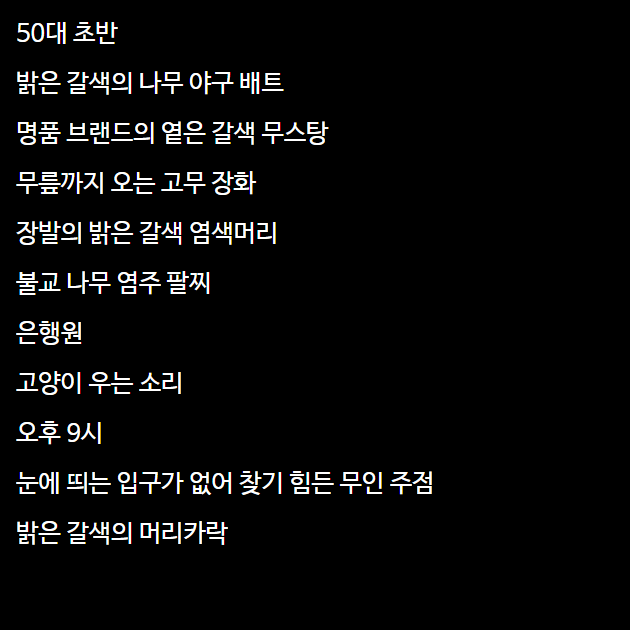 50대 초반
밝은 갈색의 나무 야구 배트
명품 브랜드의 옅은 갈색 무스탕
무릎까지 오는 고무 장화
장발의 밝은 갈색 염색머리
불교 나무 염주 팔찌
은행원
고양이 우는 소리
오후 9시
눈에 띄는 입구가 없어 찾기 힘든 무인 주점
밝은 갈색의 머리카락